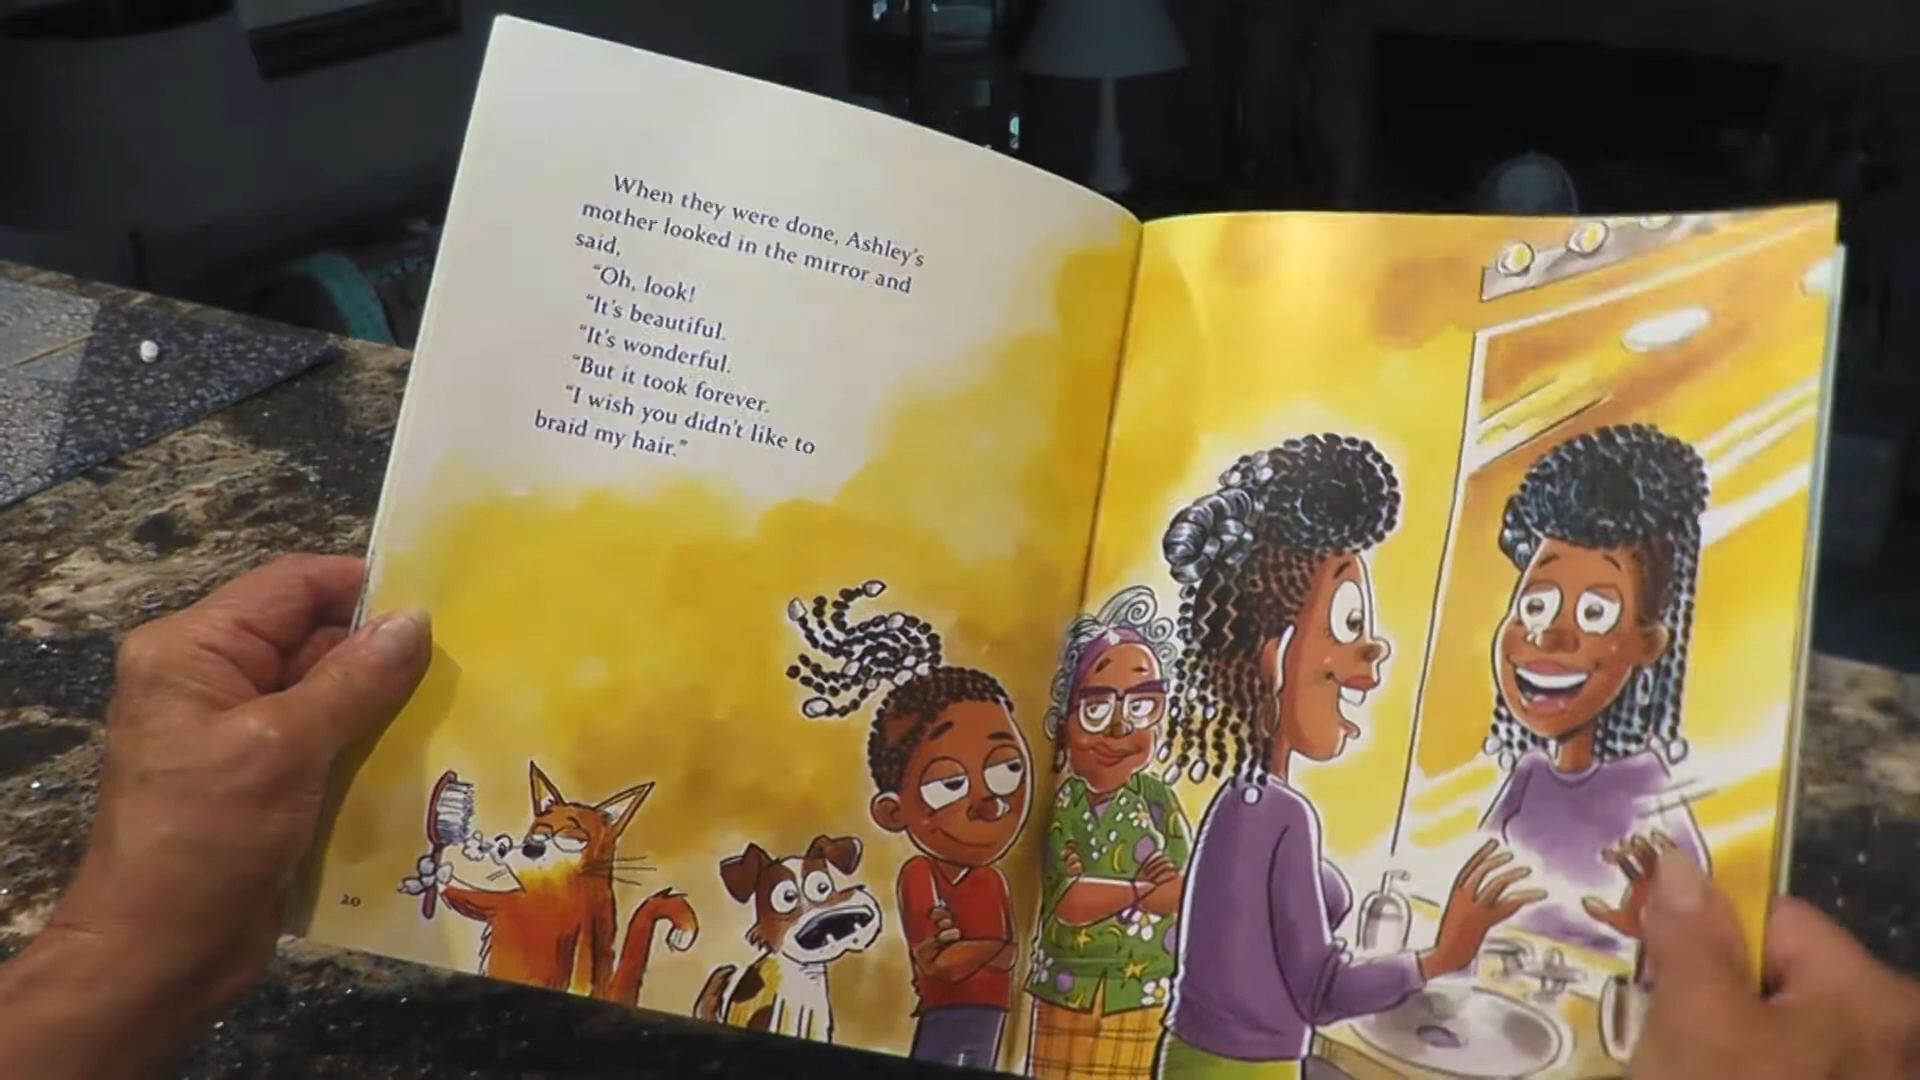 When they were done, Ashley's
mother looked in the mirror and
said,
"Oh, look!
"It's beautiful.
"It's wonderful.
"But it took forever.
"I wish you didn't like to
braid my hair."
20